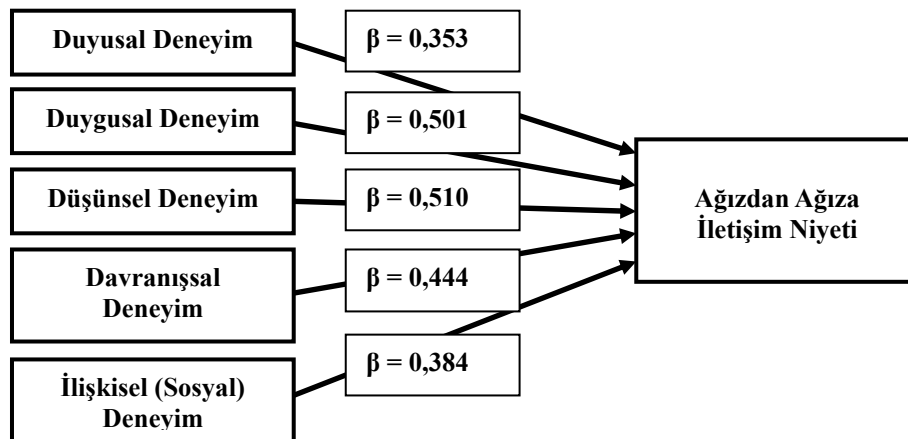 Duyusal Deneyim
β = 0,353
Duygusal Deneyim
β = 0,501
Düşünsel Deneyim
β = 0,510
Davranışsal
Deneyim
β = 0,444
İlişkisel (Sosyal)
Deneyim
β = 0,384
Ağızdan Ağıza
İletişim Niyeti